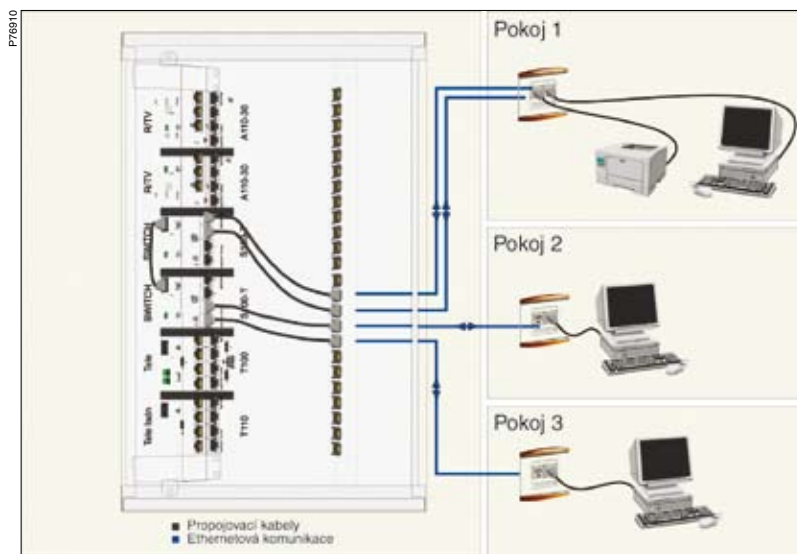 P76910
Pokoj 1
Pokoj 2
Pokoj 3
R/TV
A110-30
R/TV
A110-30
SWITCH
SWITCH
S100-T
Tele
T100
Tele
T110
Propojovací kabely
Ethernetová komunikace